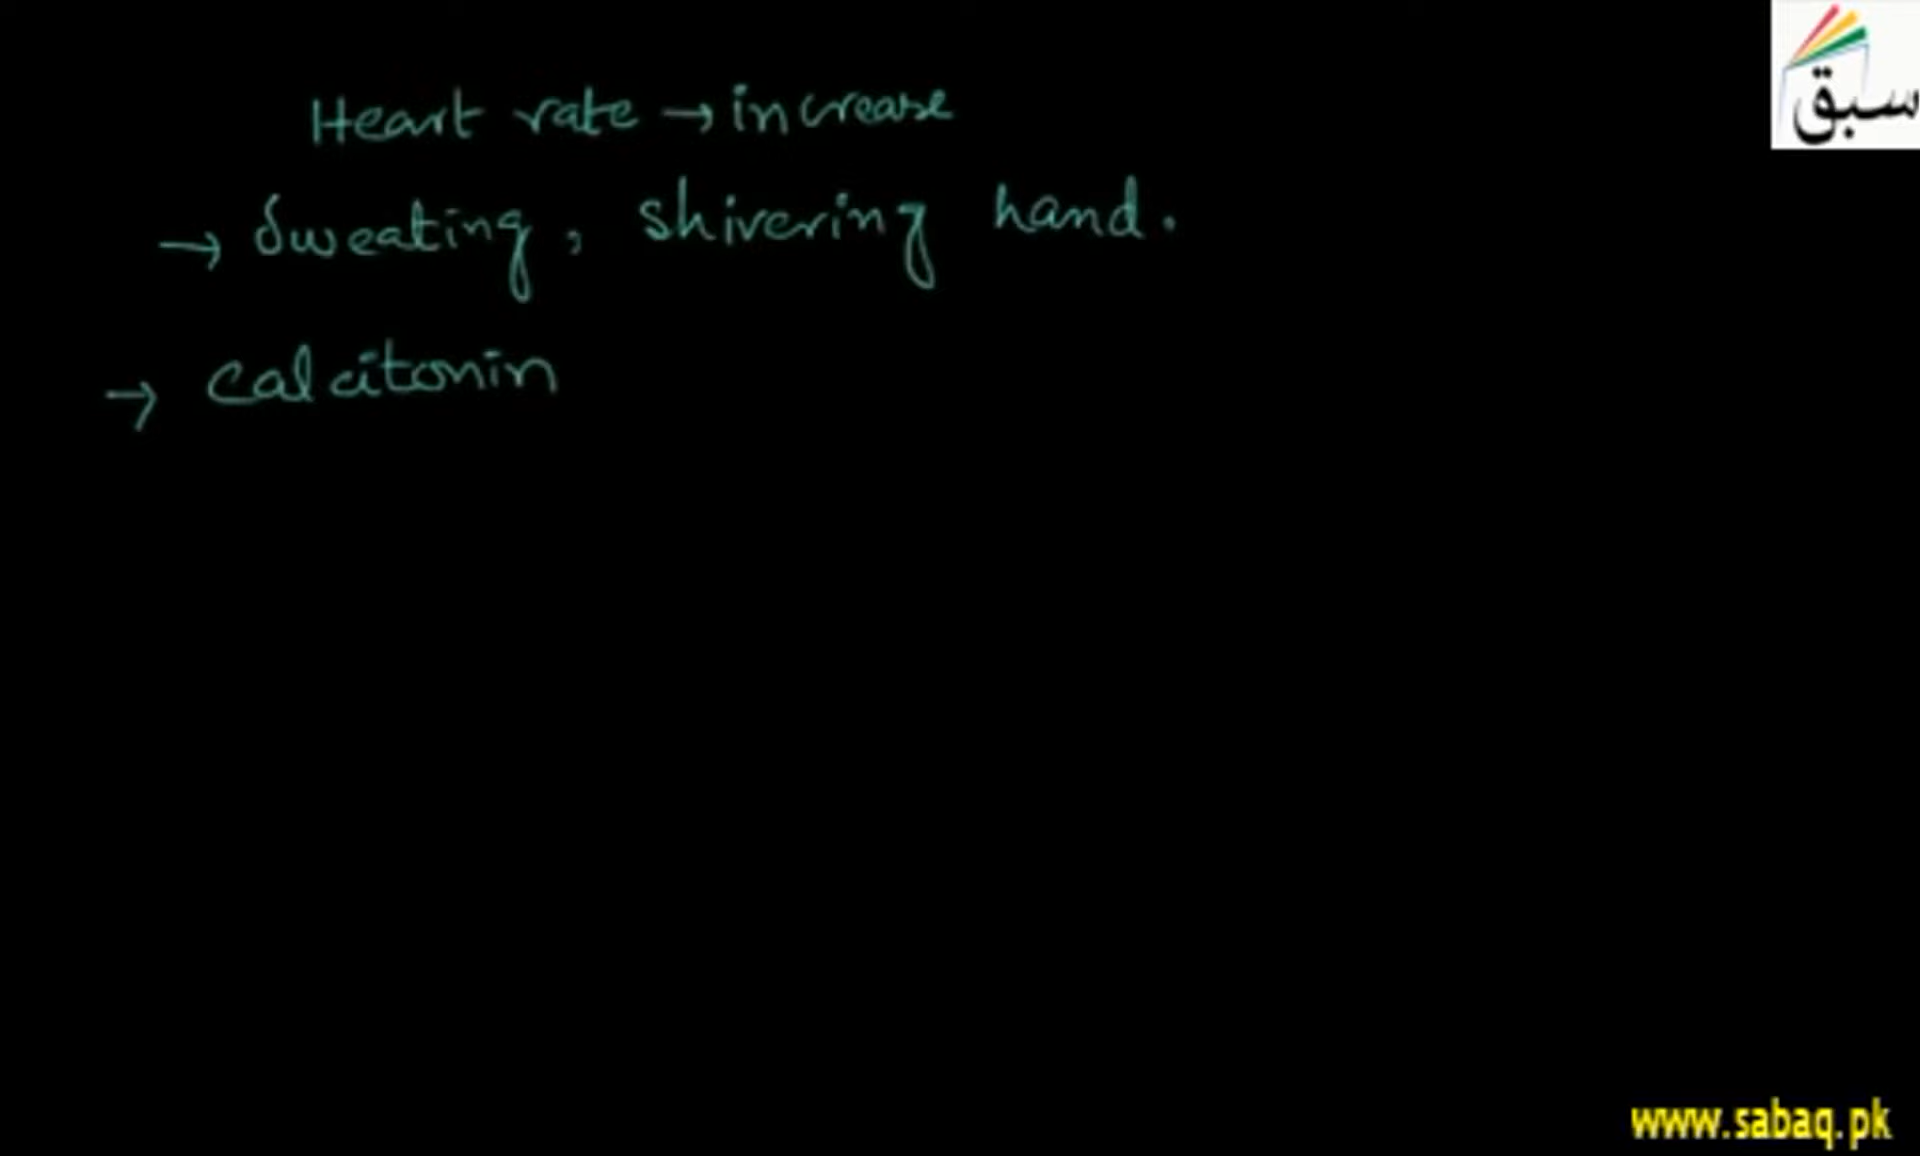 Heart rate → increase
→ Sweating, shivering hand.
→ Calcitonin
سبق
www.sabaq.pk